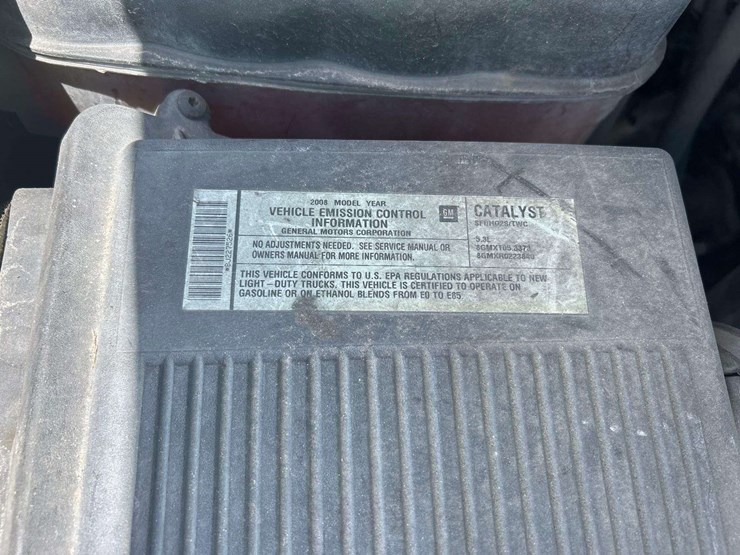 2008 MODEL YEAR
VEHICLE EMISSION CONTROL
INFORMATION
GENERAL MOTORS CORPORATION
GM
CATALYST
NO ADJUSTMENTS NEEDED. SEE SERVICE MANUAL OR
OWNERS MANUAL FOR MORE INFORMATION.
5.3L
THIS VEHICLE CONFORMS TO U.S. EPA REGULATIONS APPLICABLE TO NEW
LIGHT-DUTY TRUCKS. THIS VEHICLE IS CERTIFIED TO OPERATE ON
GASOLINE OR ON ETHANOL BLENDS FROM E0 TO E85